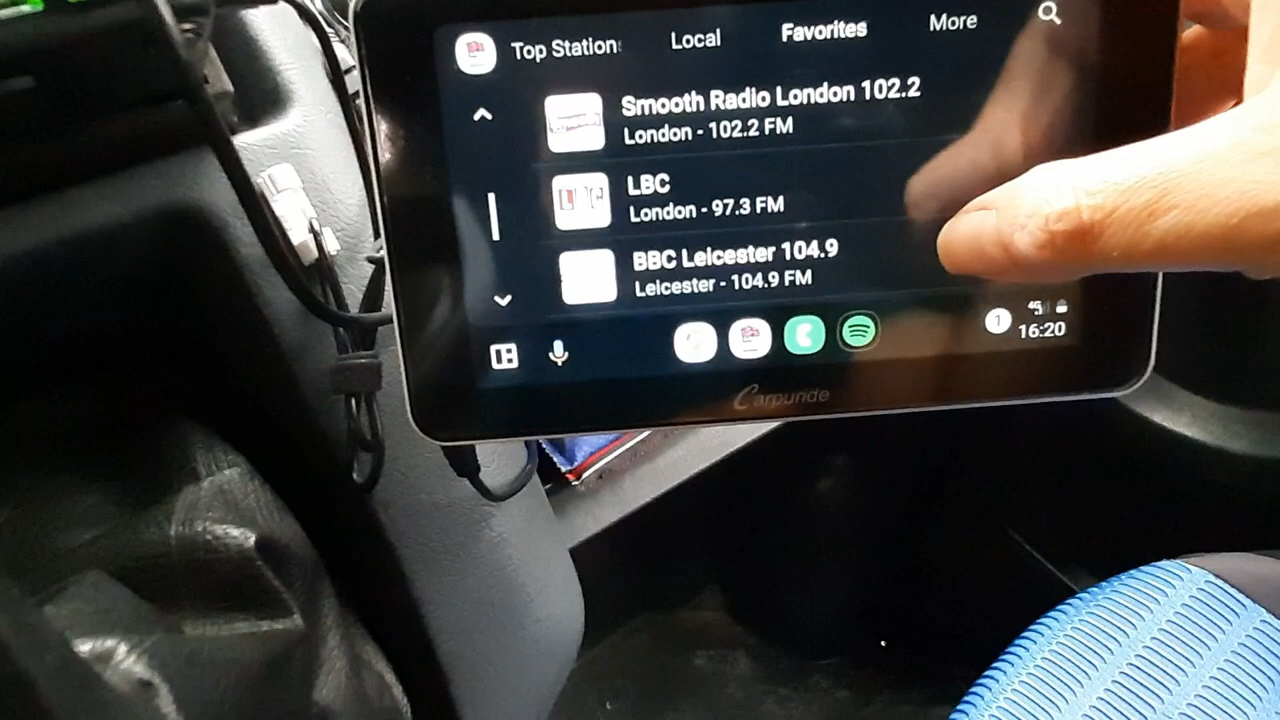 Top Station
Local
Favorites
More
Smooth Radio London 102.2
London - 102.2 FM
LBC
London - 97.3 FM
BBC Leicester 104.9
Leicester - 104.9 FM
1
4G
16:20
Carpuride